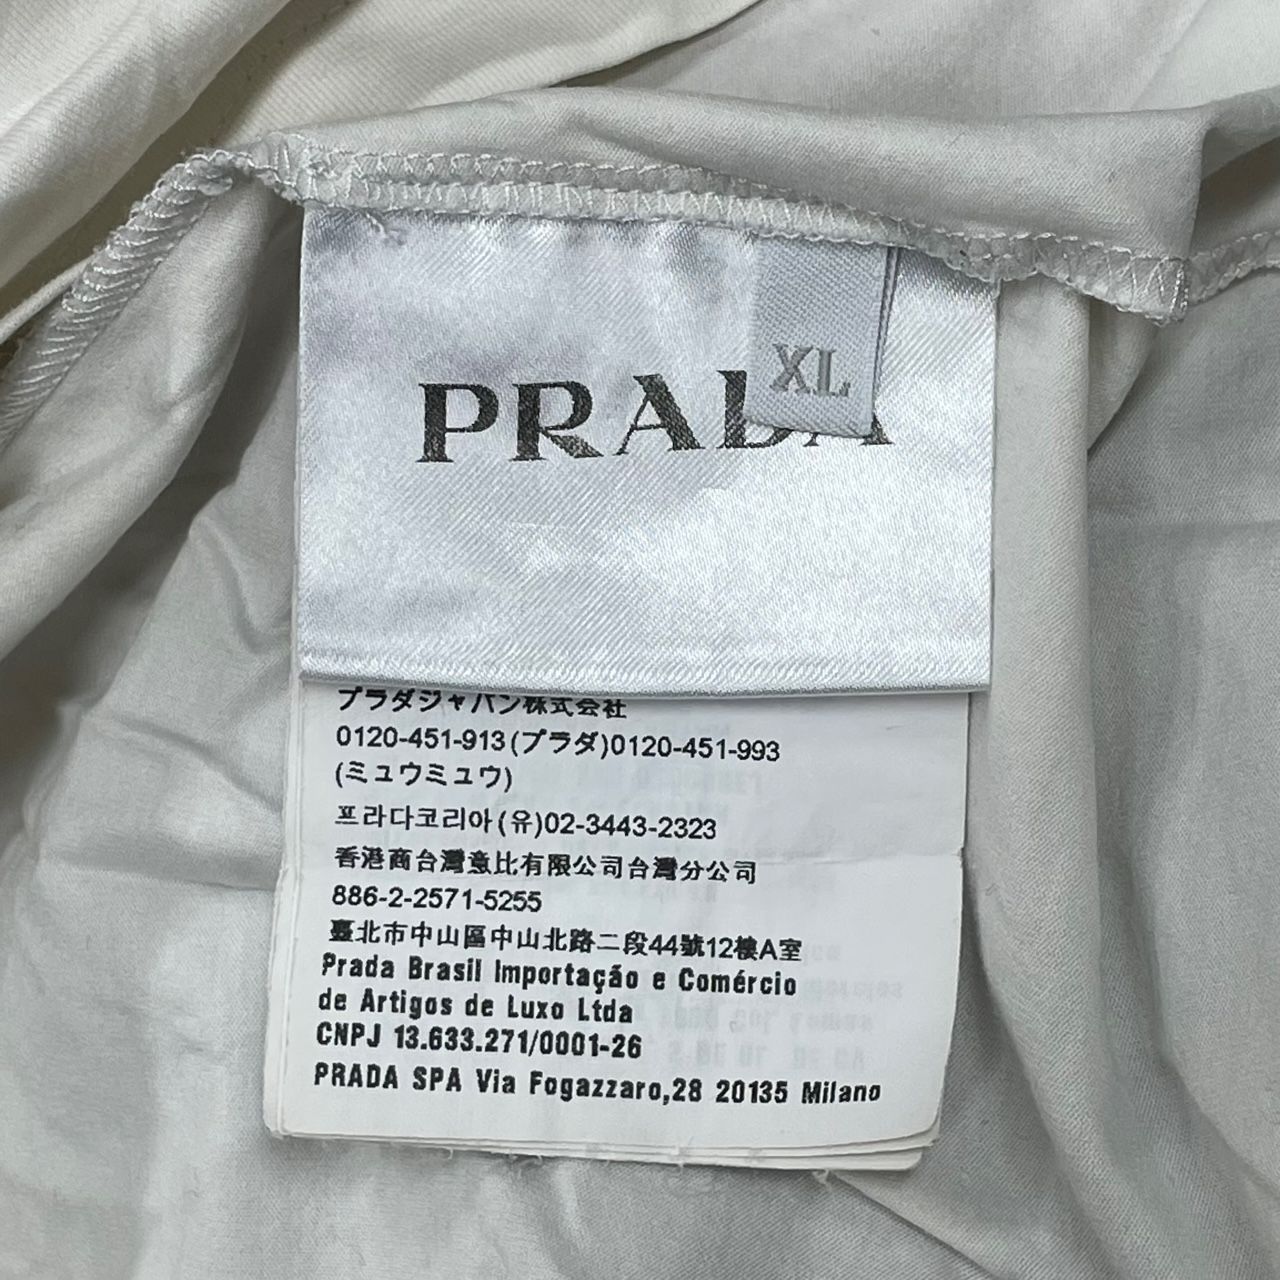 PRADA
XL
プラダジャパン株式会社
0120-451-913(プラダ)0120-451-993
(ミュウミュウ)
프라다코리아(유)02-3443-2323
香港商台灣意比有限公司台灣分公司
886-2-2571-5255
臺北市中山區中山北路二段44號12樓A室
Prada Brasil Importação e Comércio
de Artigos de Luxo Ltda
CNPJ 13.633.271/0001-26
PRADA SPA Via Fogazzaro,28 20135 Milano